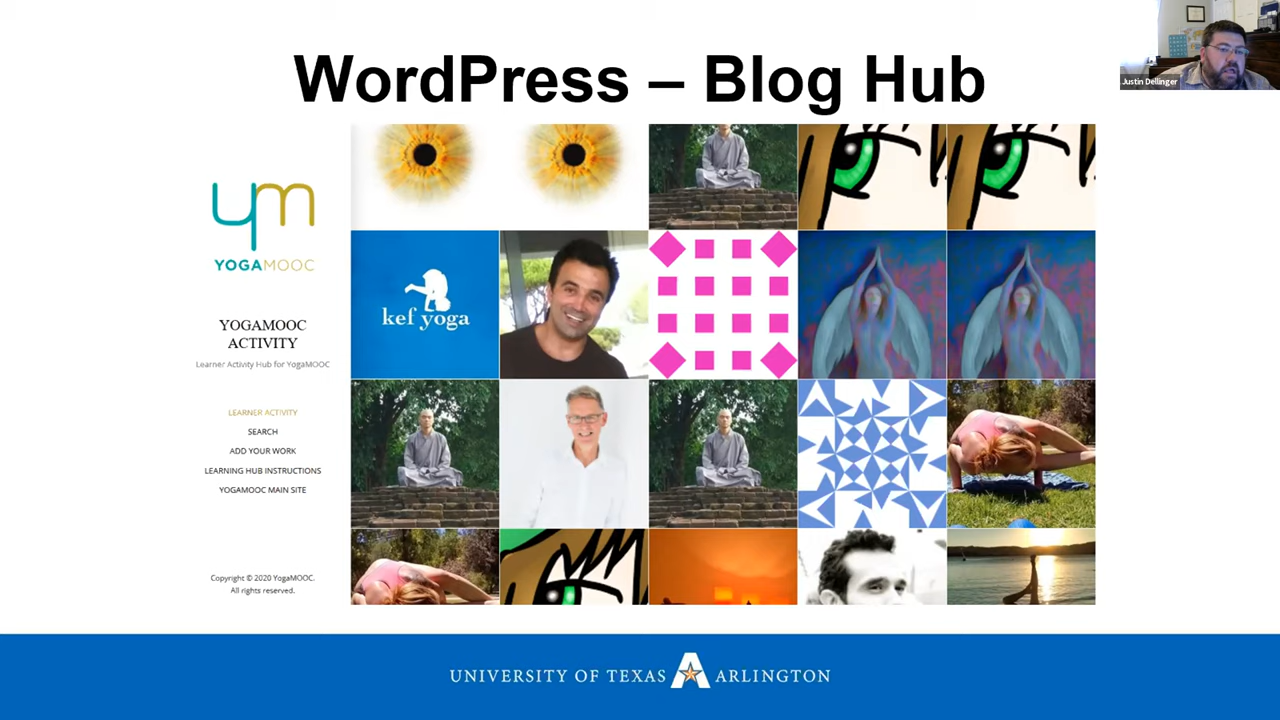 WordPress – Blog Hub
Justin Dellinger
ym
YOGAMOOC
YOGAMOOC
ACTIVITY
Learner Activity Hub for YogaMOOC
LEARNER ACTIVITY
SEARCH
ADD YOUR WORK
LEARNING HUB INSTRUCTIONS
YOGAMOOC MAIN SITE
Copyright © 2020 YogaMOOC.
All rights reserved.
kef yoga
UNIVERSITY OF TEXAS A ARLINGTON